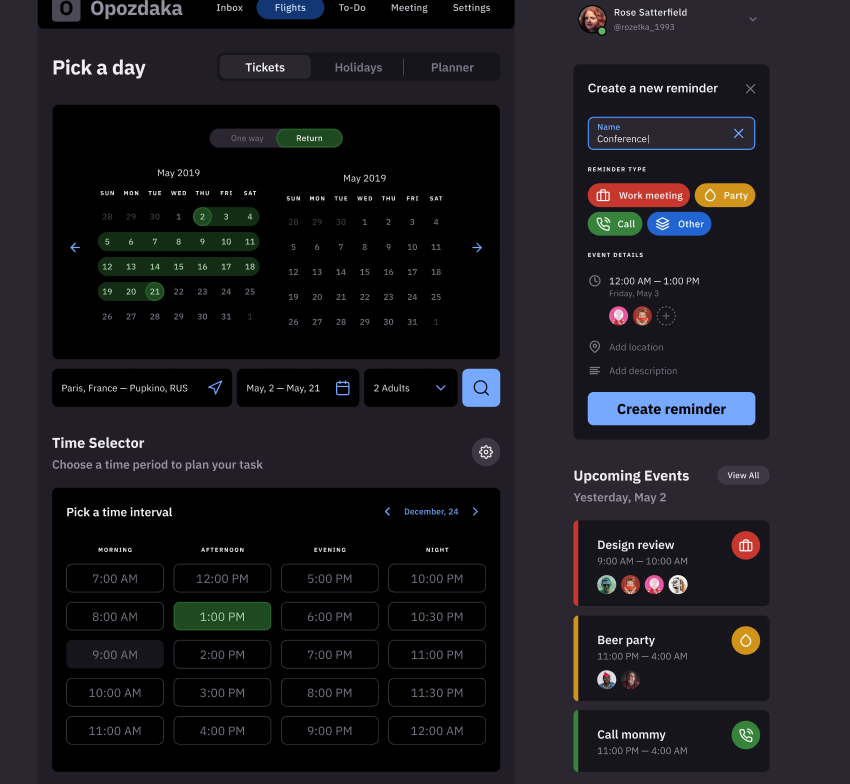 O Opozdaka Inbox Flights To-Do Meeting Settings
Pick a day Tickets Holidays Planner
One way Return
May 2019
SUN MON TUE WED THU FRI SAT
28 29 30 1 2 3 4
5 6 7 8 9 10 11
12 13 14 15 16 17 18
19 20 21 22 23 24 25
26 27 28 29 30 31 1
May 2019
SUN MON TUE WED THU FRI SAT
28 29 30 1 2 3 4
5 6 7 8 9 10 11
12 13 14 15 16 17 18
19 20 21 22 23 24 25
26 27 28 29 30 31 1
Paris, France — Pupkino, RUS May, 2 — May, 21 2 Adults
Time Selector
Choose a time period to plan your task
Pick a time interval December, 24
MORNING AFTERNOON EVENING NIGHT
7:00 AM 12:00 PM 5:00 PM 10:00 PM
8:00 AM 1:00 PM 6:00 PM 10:30 PM
9:00 AM 2:00 PM 7:00 PM 11:00 PM
10:00 AM 3:00 PM 8:00 PM 11:30 PM
11:00 AM 4:00 PM 9:00 PM 12:00 AM
Rose Satterfield
@rozetka_1993
Create a new reminder
Name
Conference
REMINDER TYPE
Work meeting Party
Call Other
EVENT DETAILS
12:00 AM — 1:00 PM
Friday, May 3
Add location
Add description
Create reminder
Upcoming Events View All
Yesterday, May 2
Design review
9:00 AM — 10:00 AM
Beer party
11:00 PM — 4:00 AM
Call mommy
11:00 PM — 4:00 AM